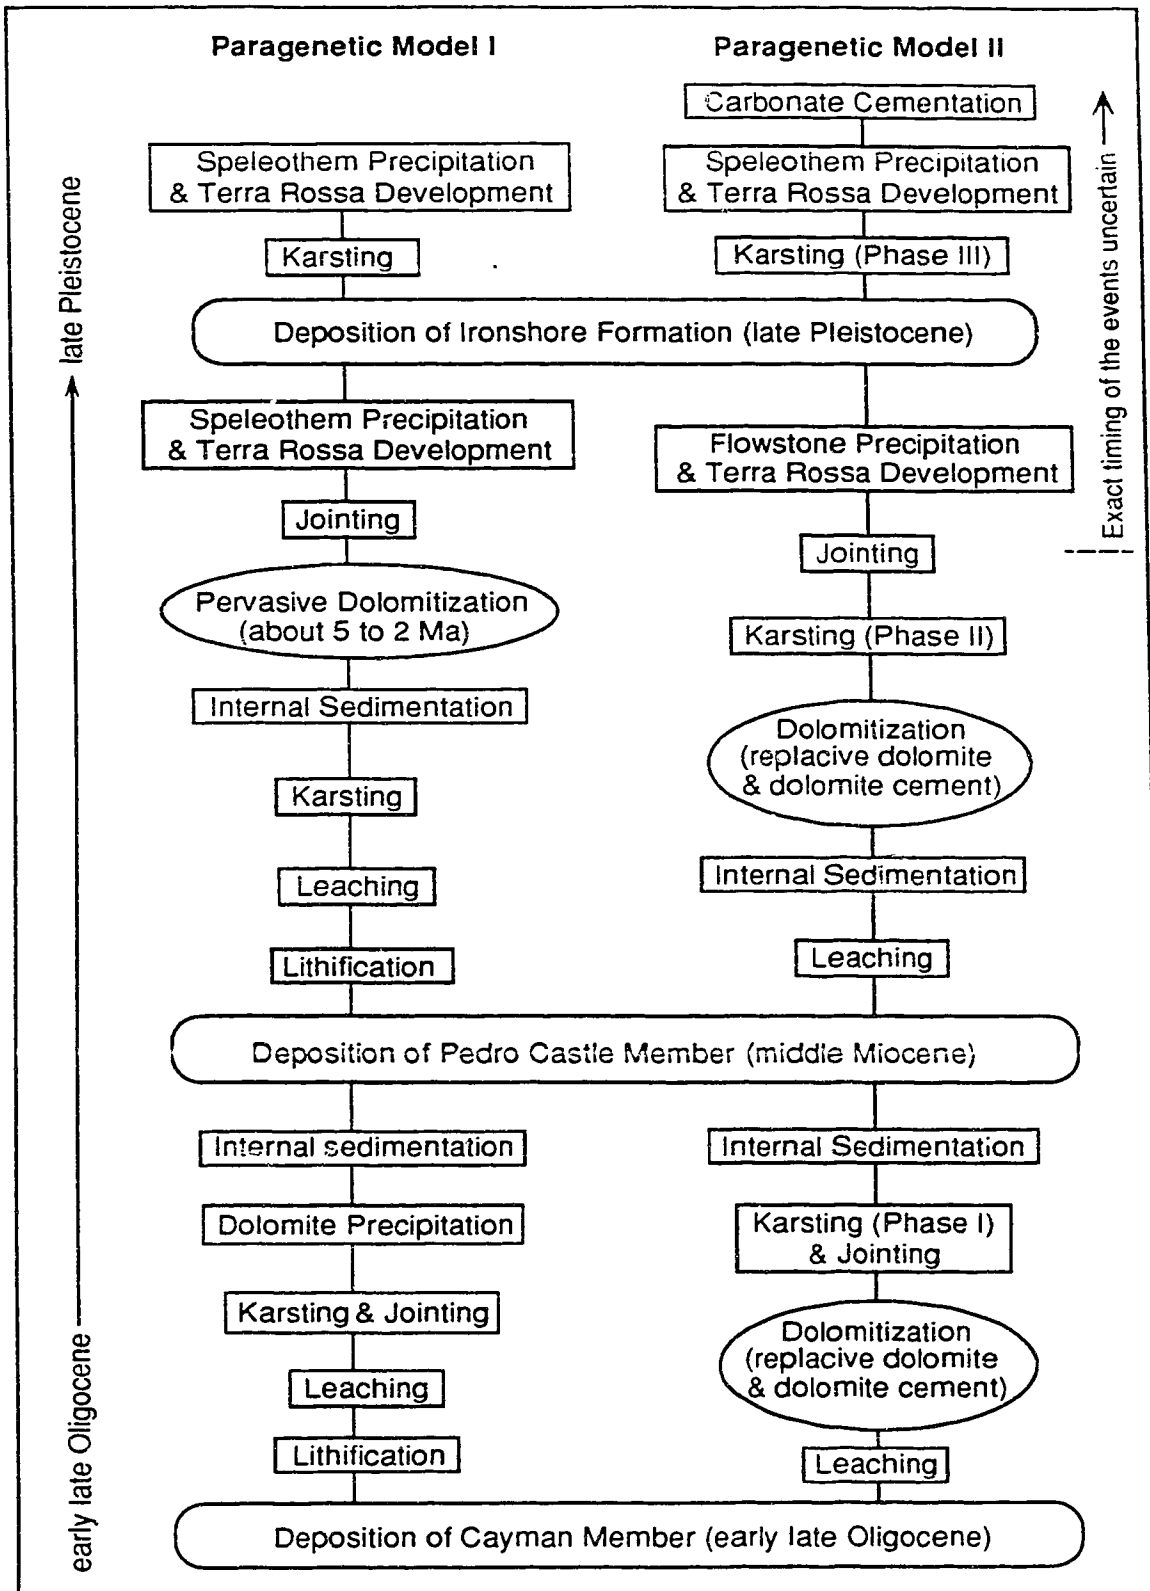 Paragenetic Model I
Paragenetic Model II
Carbonate Cementation
Speleothem Precipitation
& Terra Rossa Development
Speleothem Precipitation
& Terra Rossa Development
Karsting
Karsting (Phase III)
Deposition of Ironshore Formation (late Pleistocene)
Speleothem Precipitation
& Terra Rossa Development
Flowstone Precipitation
& Terra Rossa Development
Jointing
Jointing
Pervasive Dolomitization
(about 5 to 2 Ma)
Karsting (Phase II)
Internal Sedimentation
Dolomitization
(replacive dolomite
& dolomite cement)
Karsting
Internal Sedimentation
Leaching
Leaching
Lithification
Deposition of Pedro Castle Member (middle Miocene)
Internal sedimentation
Internal Sedimentation
Dolomite Precipitation
Karsting (Phase I)
& Jointing
Karsting & Jointing
Dolomitization
(replacive dolomite
& dolomite cement)
Leaching
Lithification
Leaching
Deposition of Cayman Member (early late Oligocene)
early late Oligocene
late Pleistocene
Exact timing of the events uncertain